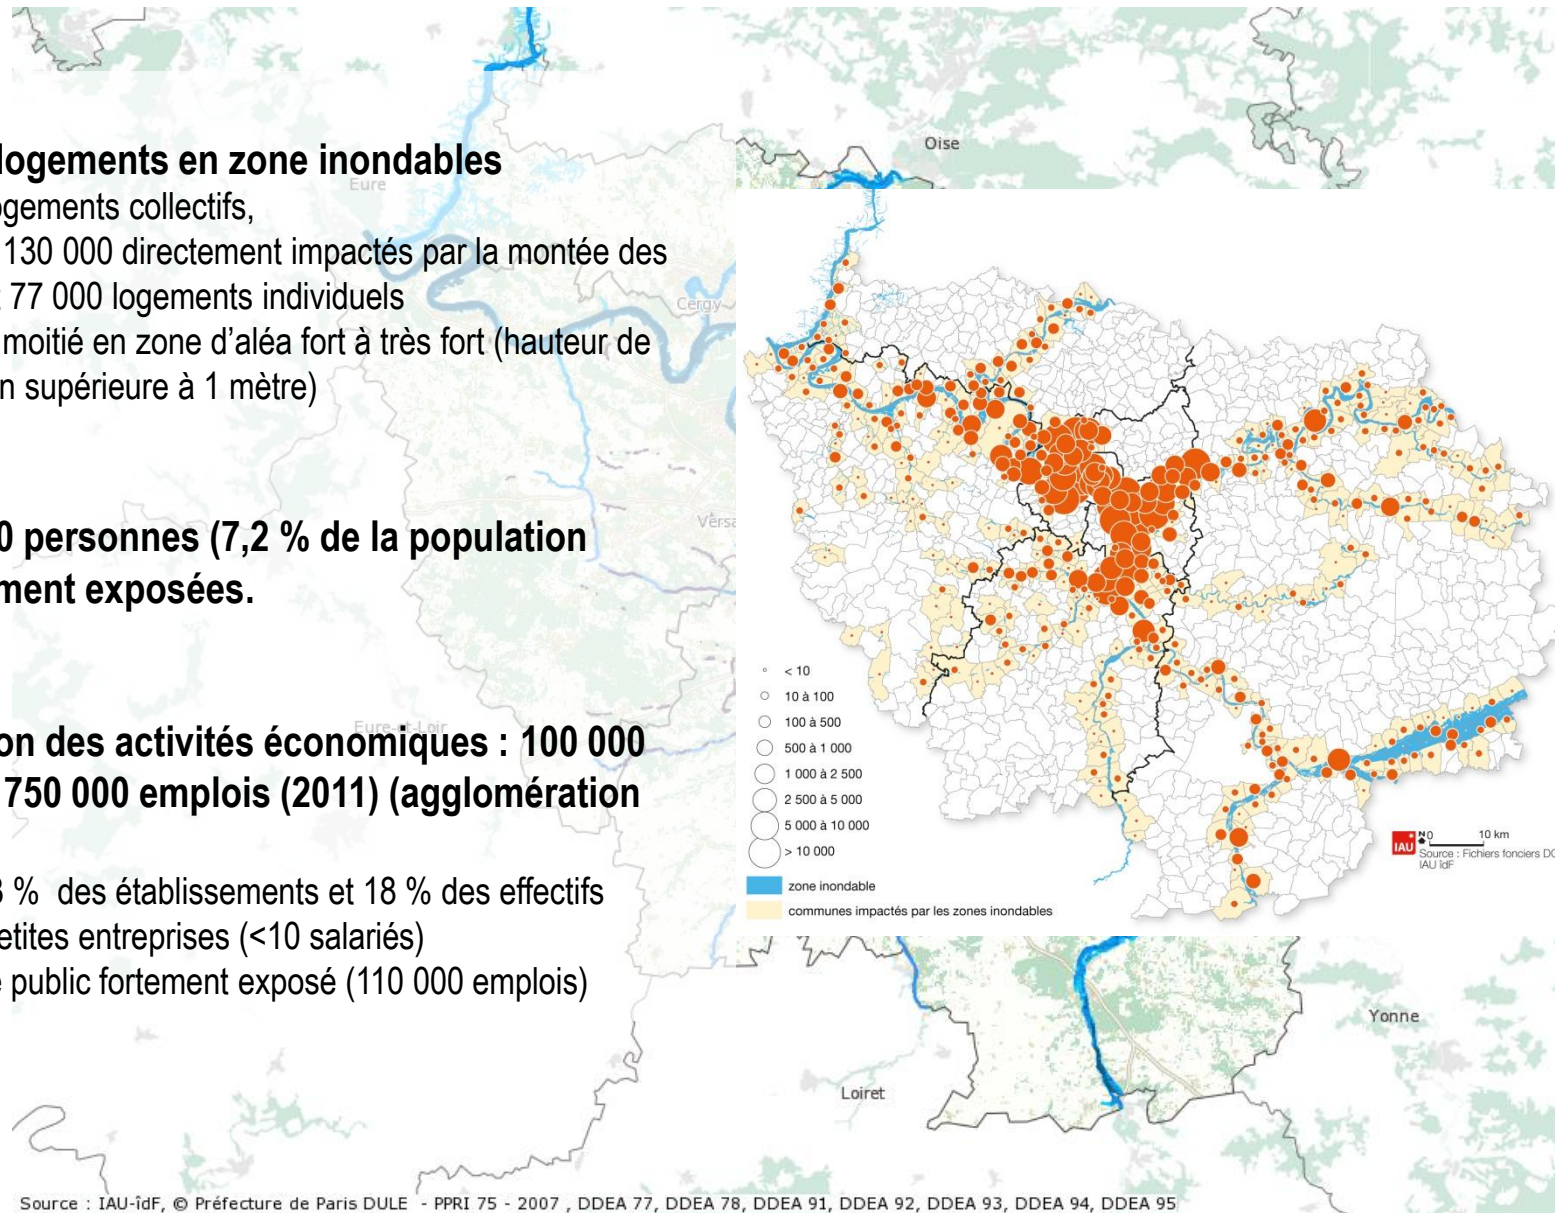 logements en zone inondables
ogements collectifs,
130 000 directement impactés par la montée des
77 000 logements individuels
moitié en zone d'aléa fort à très fort (hauteur de
n supérieure à 1 mètre)
0 personnes (7,2 % de la population
ment exposées.
on des activités économiques : 100 000
750 000 emplois (2011) (agglomération
% des établissements et 18 % des effectifs
etites entreprises (<10 salariés)
public fortement exposé (110 000 emplois)
Eure
Cergy
Versa
Eure-et-Loir
Oise
< 10
10 à 100
100 à 500
500 à 1 000
1 000 à 2 500
2 500 à 5 000
5 000 à 10 000
> 10 000
zone inondable
communes impactés par les zones inondables
IAU
N 0 10 km
Source : Fichiers fonciers DG
IAU îdF
Yonne
Loiret
Source : IAU-îdF, © Préfecture de Paris DULE - PPRI 75 - 2007 , DDEA 77, DDEA 78, DDEA 91, DDEA 92, DDEA 93, DDEA 94, DDEA 95